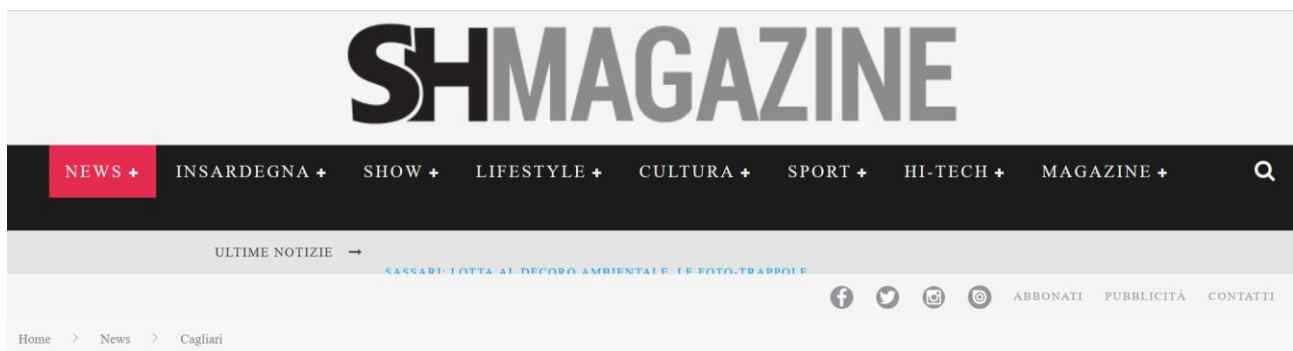 SHMAGAZINE
NEWS + INSARDEGNA + SHOW + LIFESTYLE + CULTURA + SPORT + HI-TECH + MAGAZINE +
ULTIME NOTIZIE →
SASSARI: LOTTA AL DECORO AMBIENTALE, LE FOTO-TRAPPOLE
ABBONATI PUBBLICITÀ CONTATTI
Home > News > Cagliari